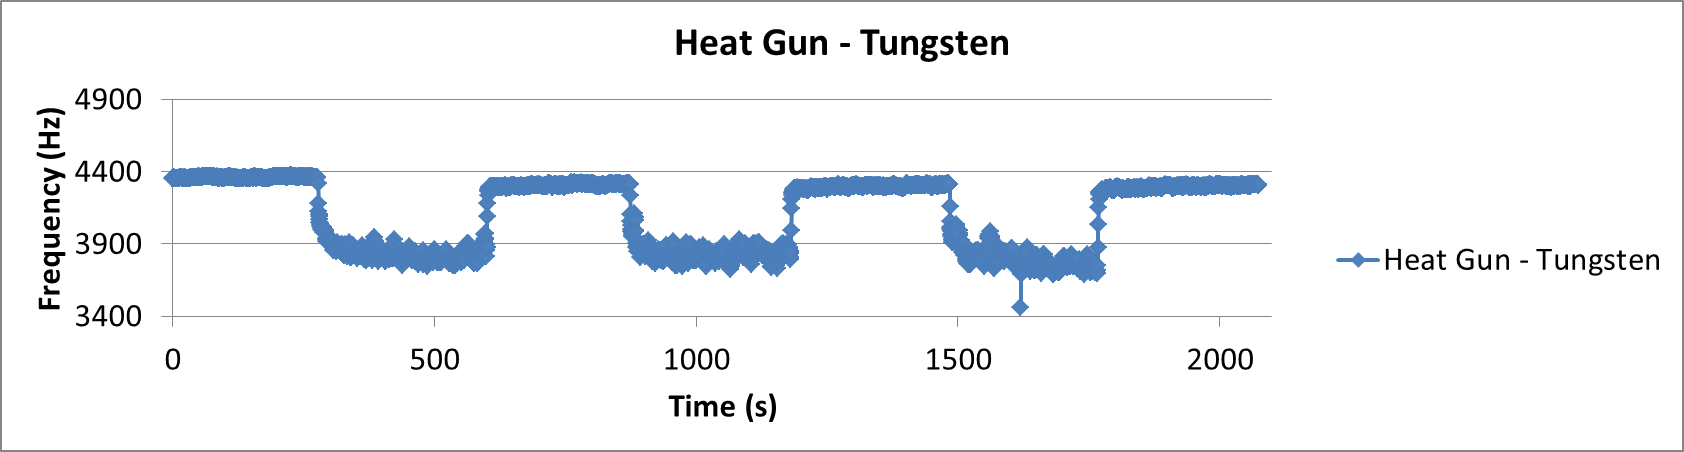 Heat Gun - Tungsten
4900
4400
3900
3400
Frequency (Hz)
0 500 1000 1500 2000
Time (s)
Heat Gun - Tungsten